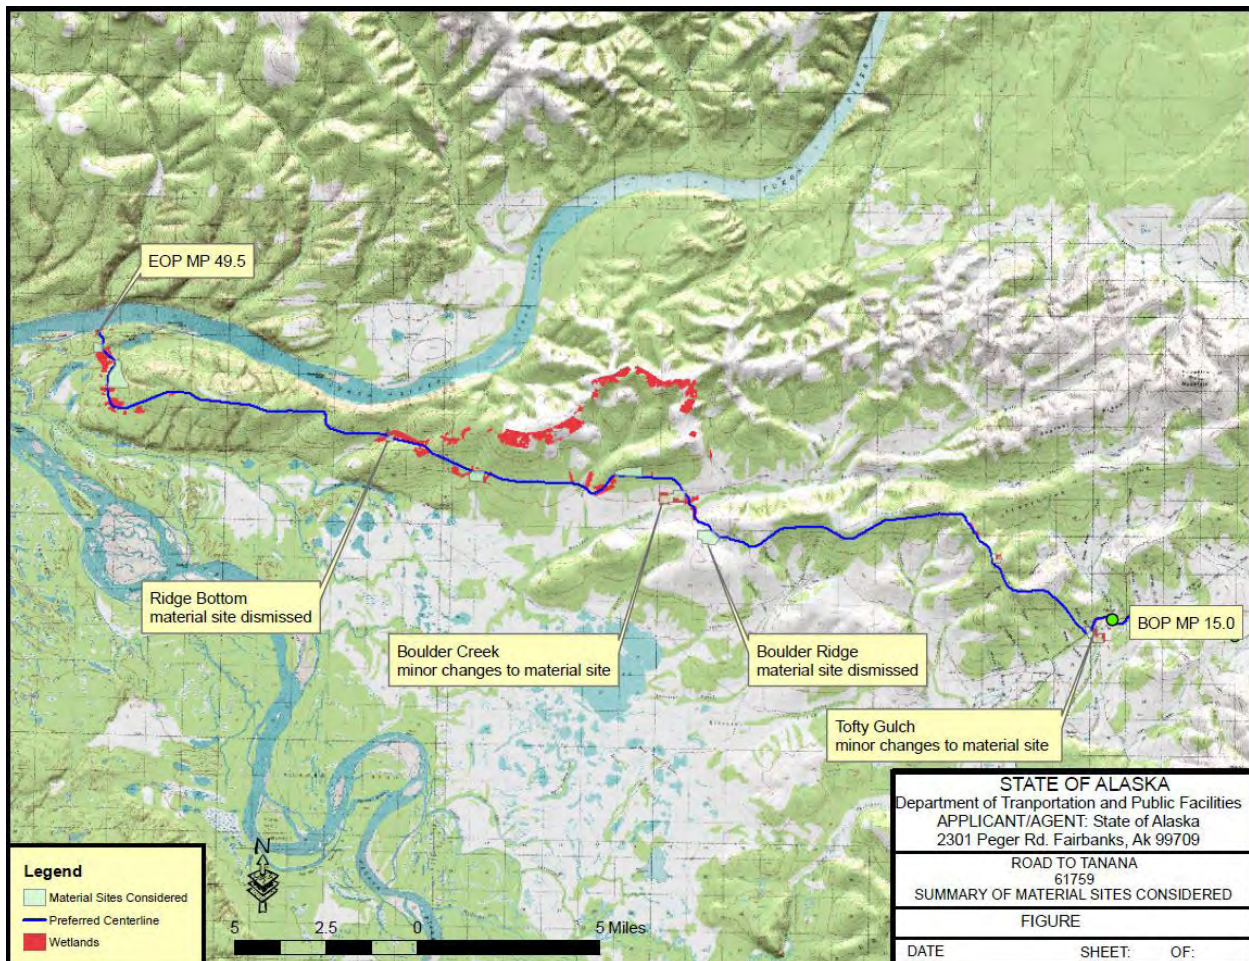 EOP MP 49.5
Ridge Bottom
material site dismissed
Boulder Creek
minor changes to material site
Boulder Ridge
material site dismissed
BOP MP 15.0
Tofty Gulch
minor changes to material site
YUKON RIVER
Legend
Material Sites Considered
Preferred Centerline
Wetlands
N
5 2.5 0 5 Miles
STATE OF ALASKA
Department of Tranportation and Public Facilities
APPLICANT/AGENT: State of Alaska
2301 Peger Rd. Fairbanks, Ak 99709
ROAD TO TANANA
61759
SUMMARY OF MATERIAL SITES CONSIDERED
FIGURE
DATE SHEET: OF: